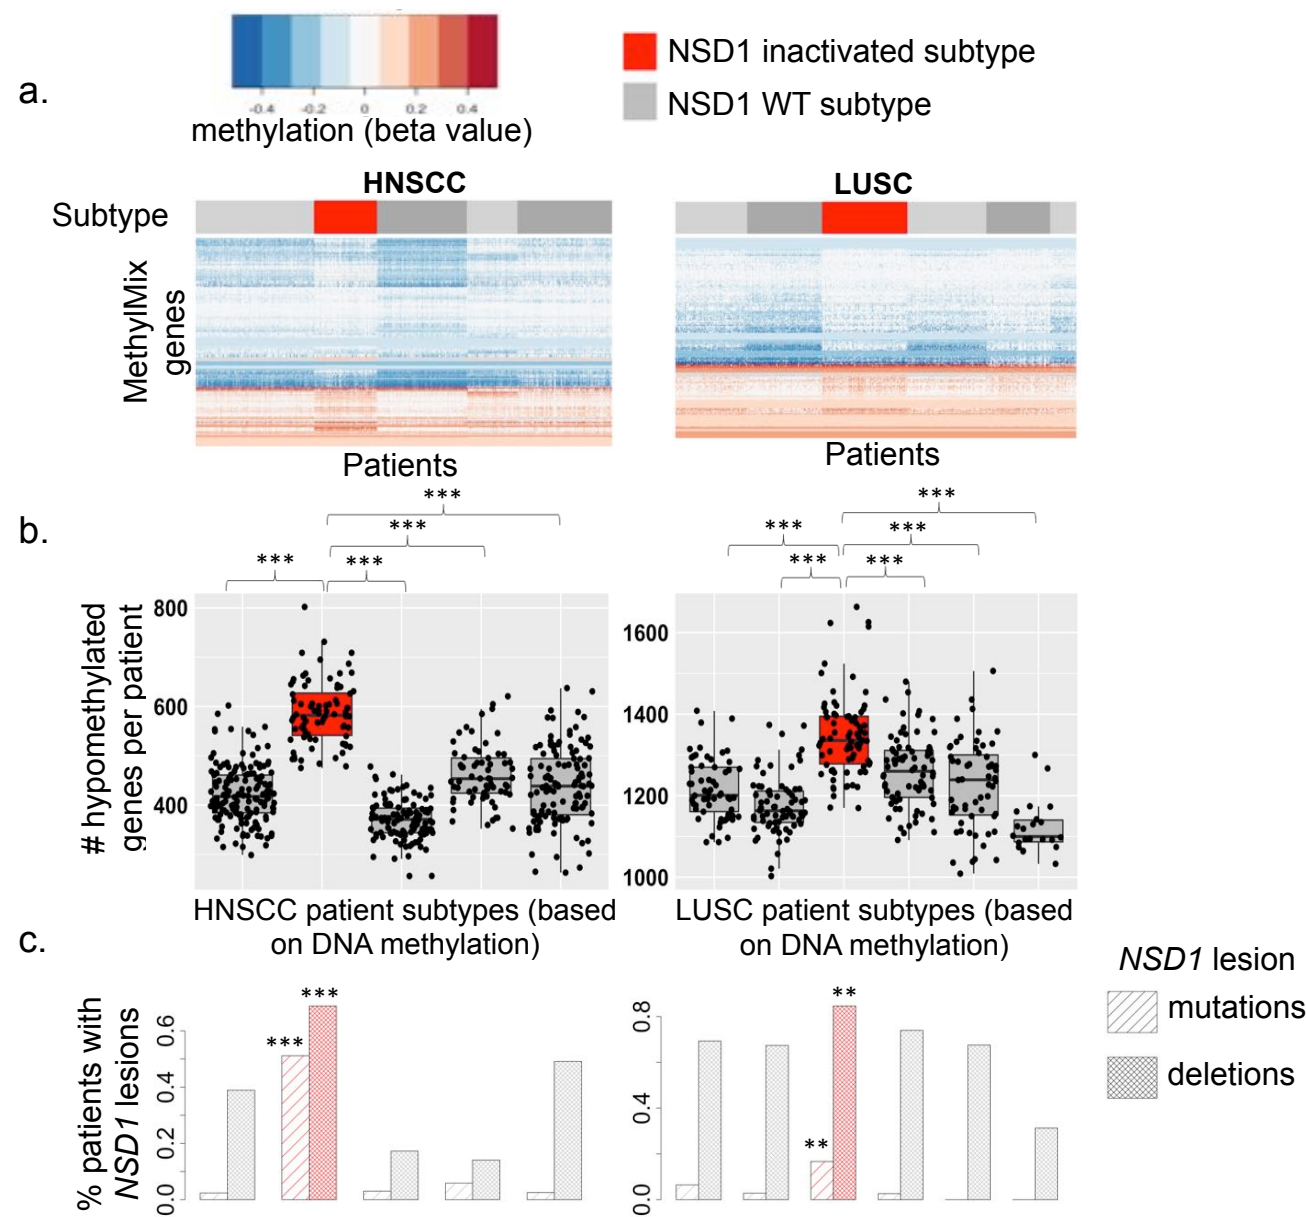 a.
-0.4 -0.2 0 0.2 0.4
methylation (beta value)
NSD1 inactivated subtype
NSD1 WT subtype
HNSCC
LUSC
Subtype
MethylMix
genes
Patients
Patients
b.
*** *** *** ***
*** *** *** *** ***
# hypomethylated
genes per patient
800
600
400
1600
1400
1200
1000
HNSCC patient subtypes (based
on DNA methylation)
LUSC patient subtypes (based
on DNA methylation)
c.
% patients with
NSD1 lesions
0.6
0.4
0.2
0.0
*** ***
0.8
0.4
0.0
** **
NSD1 lesion
mutations
deletions